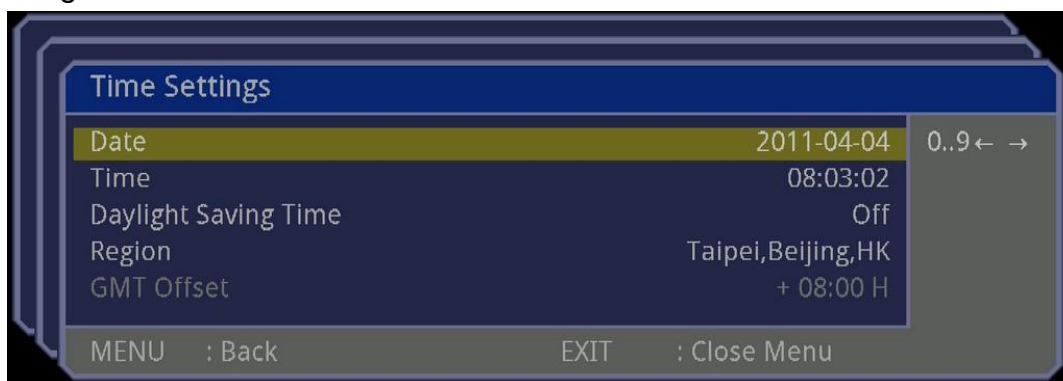 Time Settings
Date 2011-04-04 0..9← →
Time 08:03:02
Daylight Saving Time Off
Region Taipei,Beijing,HK
GMT Offset + 08:00 H
MENU : Back EXIT : Close Menu